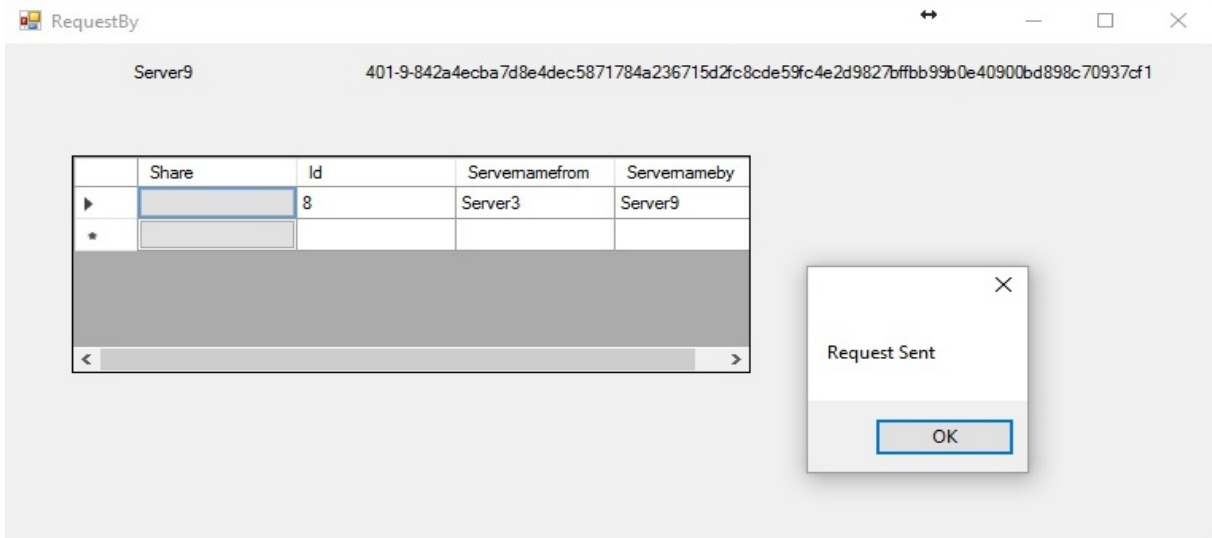 RequestBy
Server9 401-9-842a4ecba7d8e4dec5871784a236715d2fc8cde59fc4e2d9827bffbb99b0e40900bd898c70937cf1
Share Id Servernamefrom Servernameby
8 Server3 Server9
Request Sent
OK